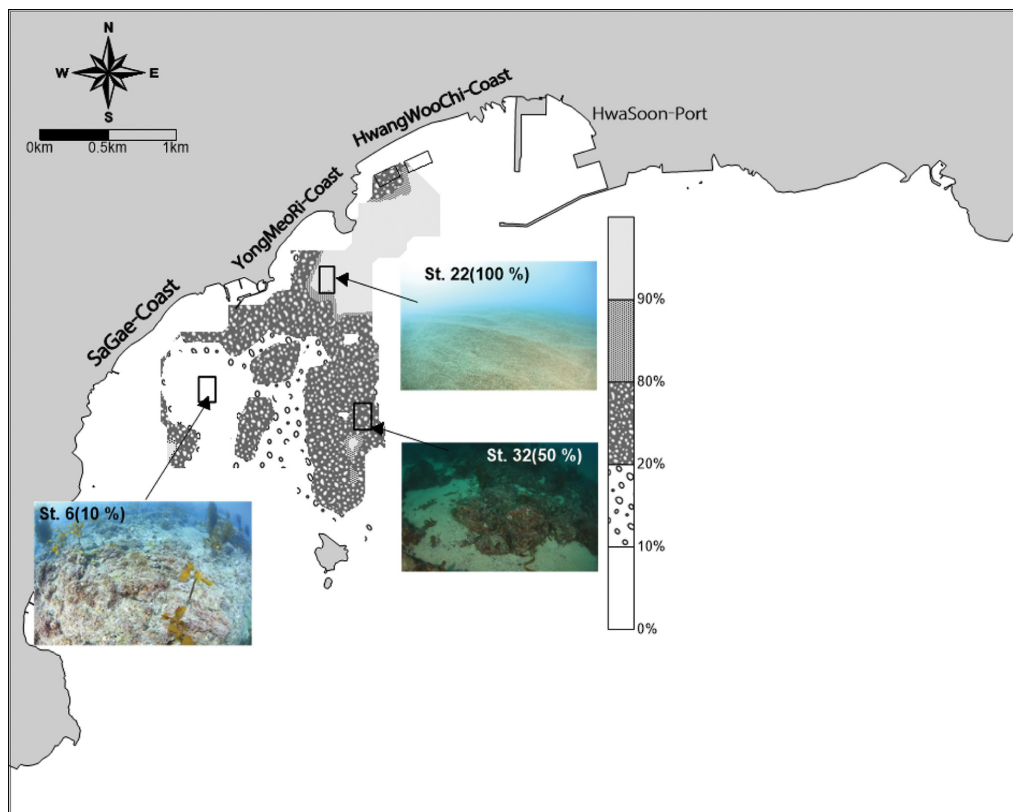 N
W E
S
0km 0.5km 1km
HwangWooChi-Coast
HwaSoon-Port
YongMeoRi-Coast
SaGae-Coast
St. 22(100 %)
90%
80%
St. 32(50 %)
20%
St. 6(10 %)
10%
0%